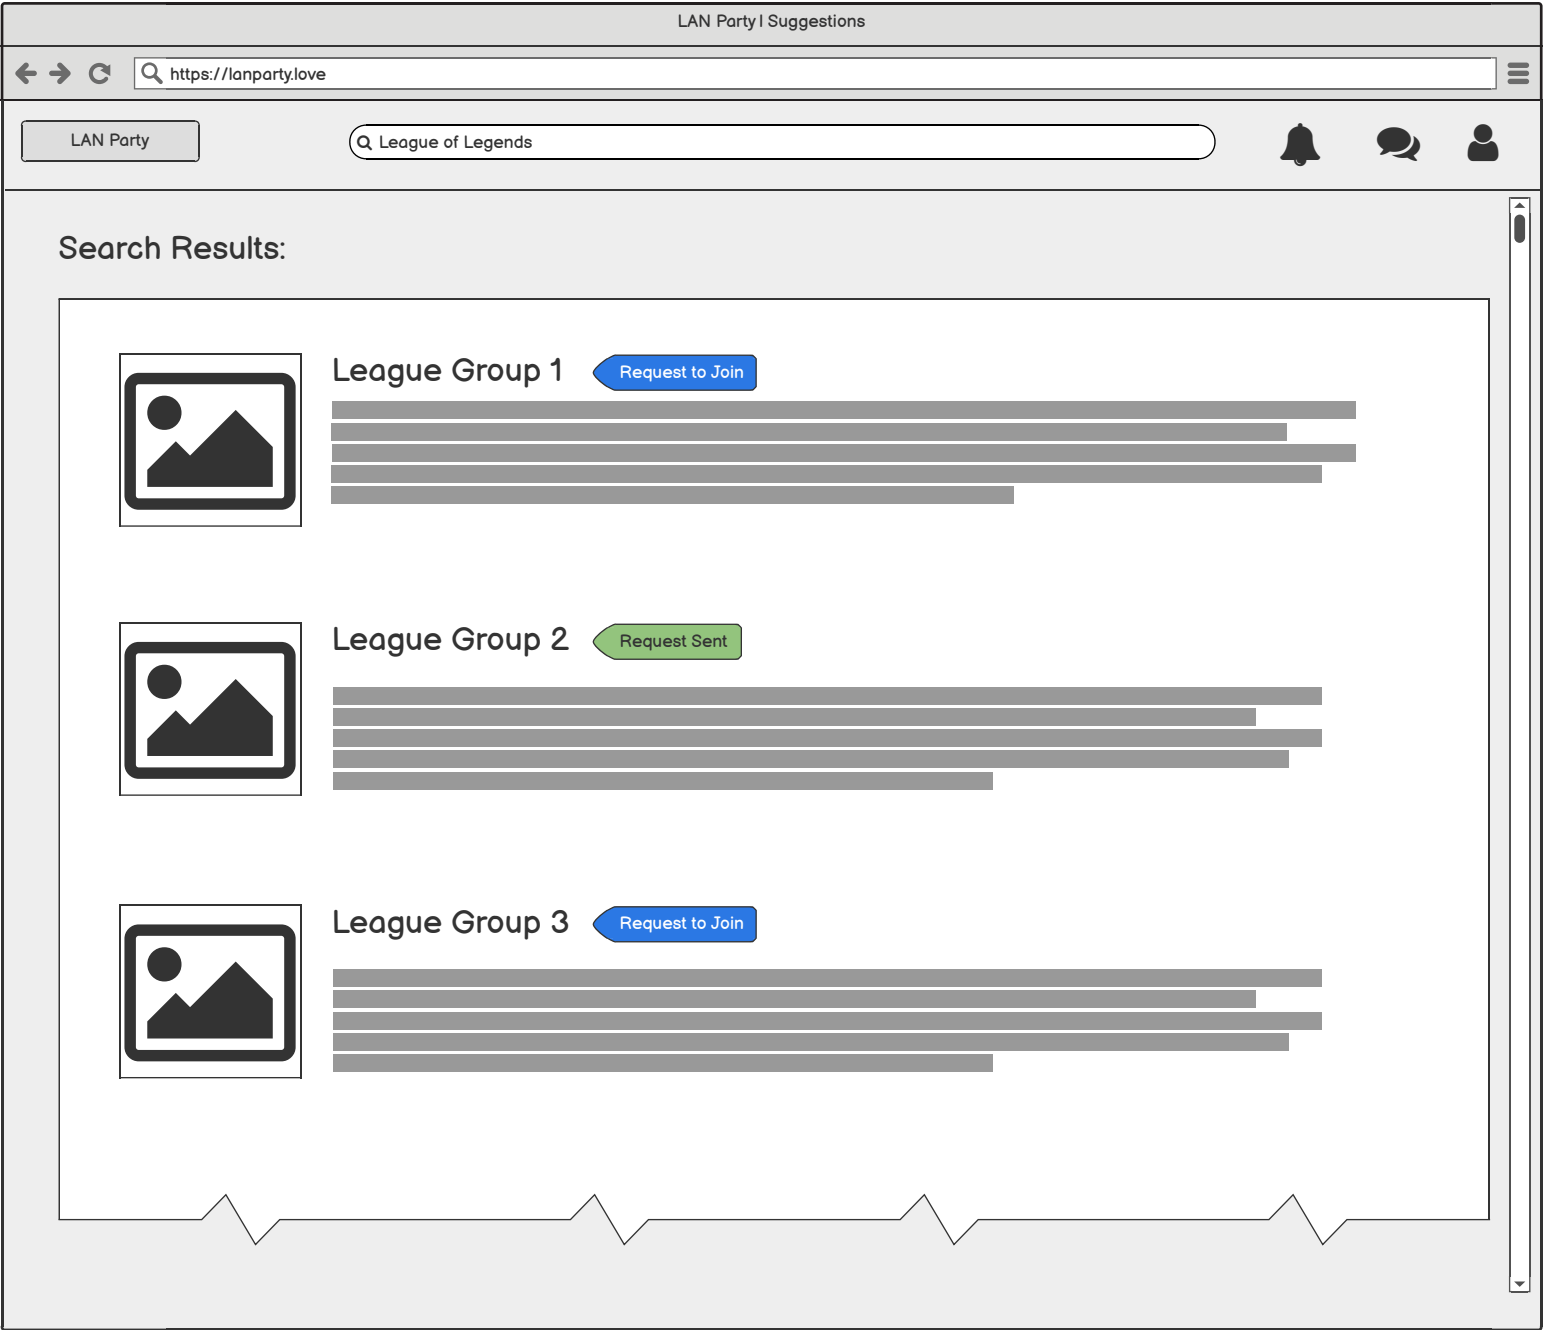 LAN Party | Suggestions
https://lanparty.love
LAN Party
League of Legends
Search Results:
League Group 1
Request to Join
League Group 2
Request Sent
League Group 3
Request to Join